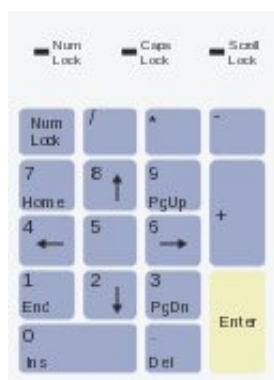 Num Lock
Caps Lock
Scroll Lock
Num Lock
/
*
-
7 Home
8
9 PgUp
+
4
5
6
1 End
2
3 PgDn
Enter
0 Ins
. Del